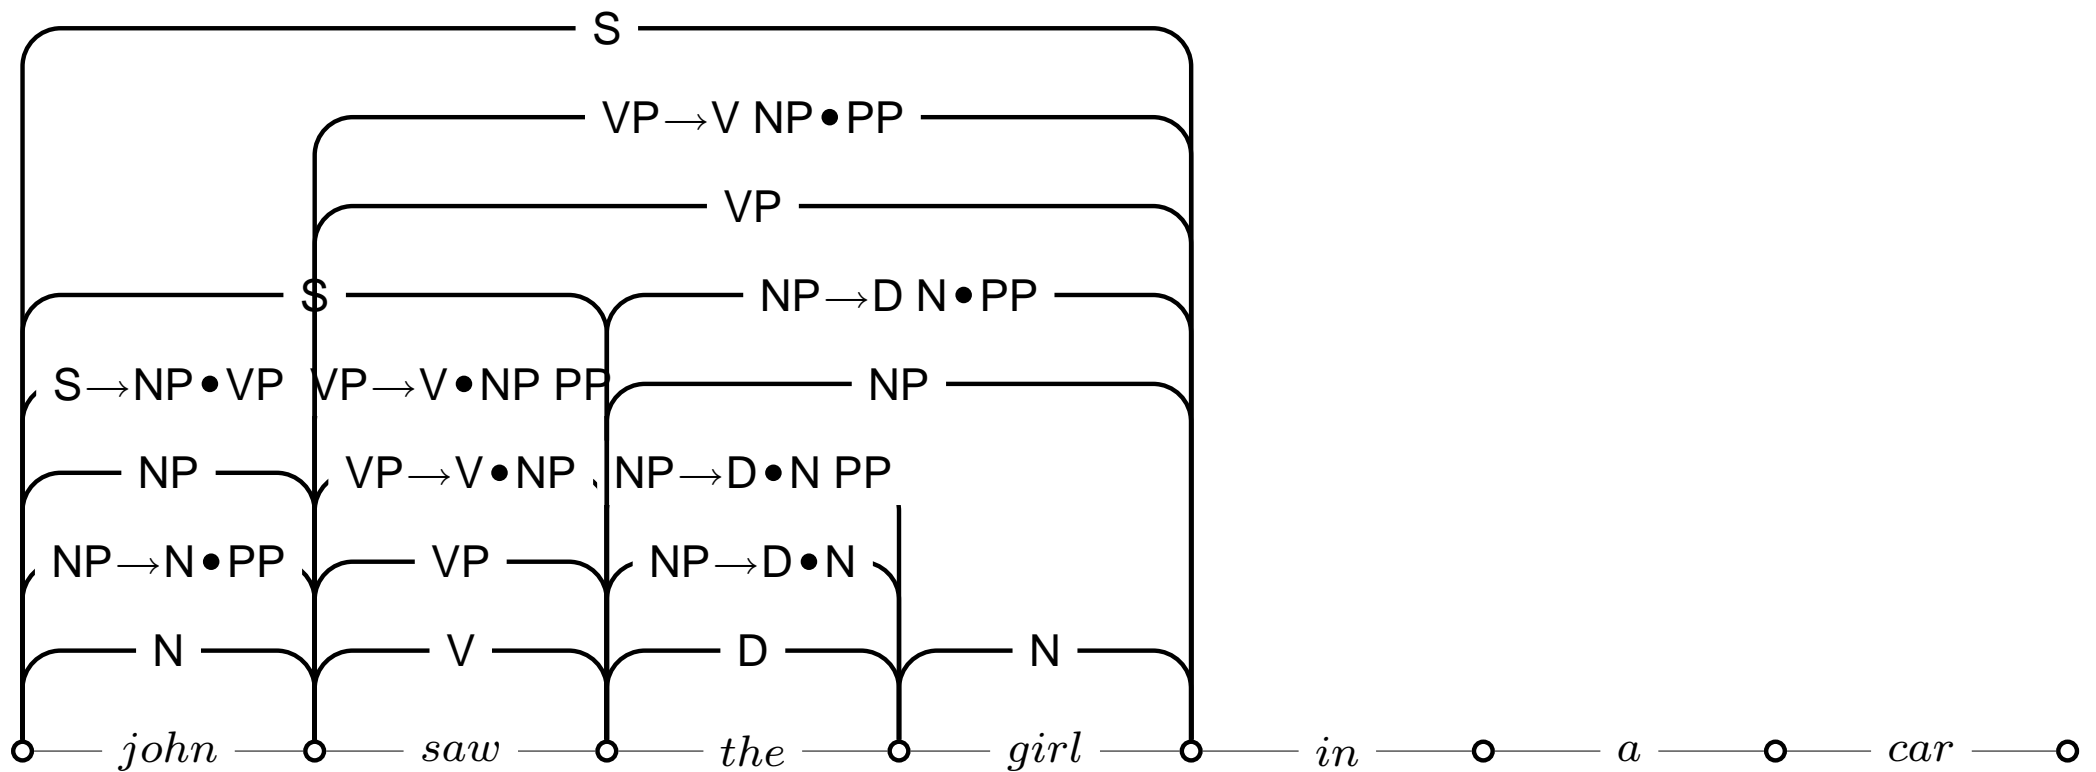 S
VP→V NP•PP
VP
S NP→D N•PP
S→NP•VP VP→V•NP PP NP
NP VP→V•NP NP→D•N PP
NP→N•PP VP NP→D•N
N V D N
john saw the girl in a car